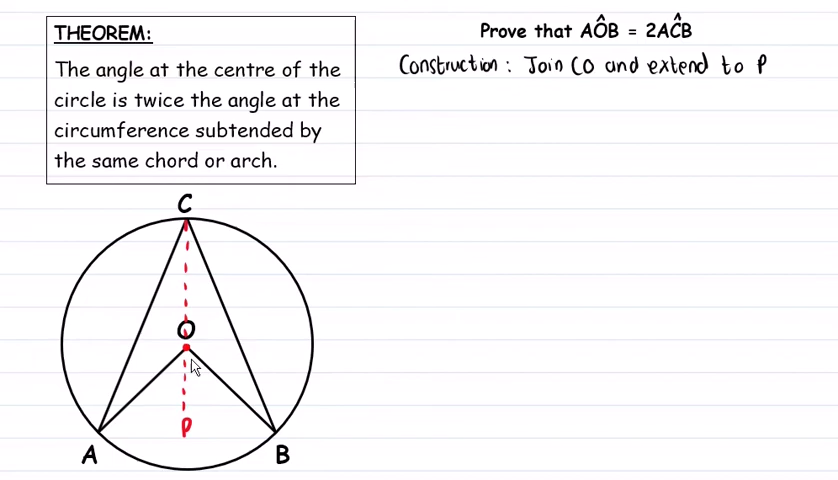 THEOREM:
The angle at the centre of the
circle is twice the angle at the
circumference subtended by
the same chord or arch.
Prove that AÔB = 2AĈB
Construction : Join CO and extend to P
C
O
P
A
B